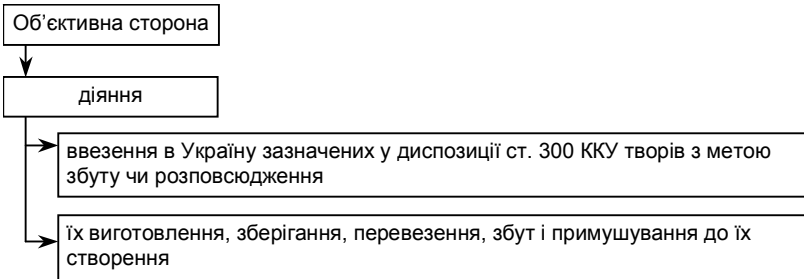 Об’єктивна сторона
діяння
ввезення в Україну зазначених у диспозиції ст. 300 ККУ творів з метою
збуту чи розповсюдження
їх виготовлення, зберігання, перевезення, збут і примушування до їх
створення